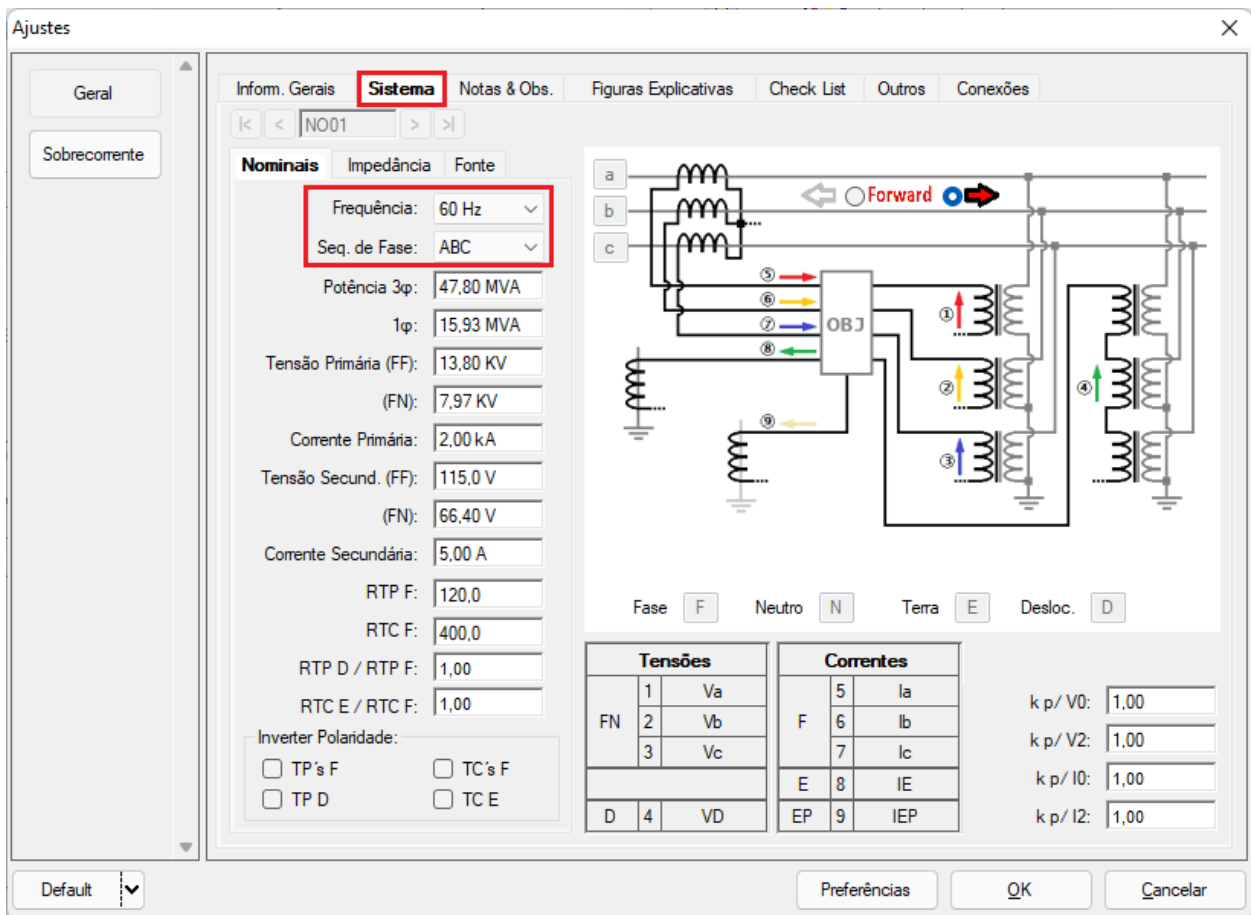 Ajustes
Geral
Sobrecorrente
Inform. Gerais Sistema Notas & Obs. Figuras Explicativas Check List Outros Conexões
|< < NO01 > >|
Nominais Impedância Fonte
Frequência: 60 Hz
Seq. de Fase: ABC
Potência 3φ: 47,80 MVA
1φ: 15,93 MVA
Tensão Primária (FF): 13,80 KV
(FN): 7,97 KV
Corrente Primária: 2,00 kA
Tensão Secund. (FF): 115,0 V
(FN): 66,40 V
Corrente Secundária: 5,00 A
RTP F: 120,0
RTC F: 400,0
RTP D / RTP F: 1,00
RTC E / RTC F: 1,00
Inverter Polaridade:
TP´s F TC´s F
TP D TC E
a
b
c
Forward
⑤
⑥
⑦
⑧
OBJ
⑨
①
②
③
④
Fase F Neutro N Terra E Desloc. D
Tensões
FN
1 Va
2 Vb
3 Vc
D 4 VD
Correntes
F
5 Ia
6 Ib
7 Ic
E 8 IE
EP 9 IEP
k p/ V0: 1,00
k p/ V2: 1,00
k p/ I0: 1,00
k p/ I2: 1,00
Default Preferências OK Cancelar